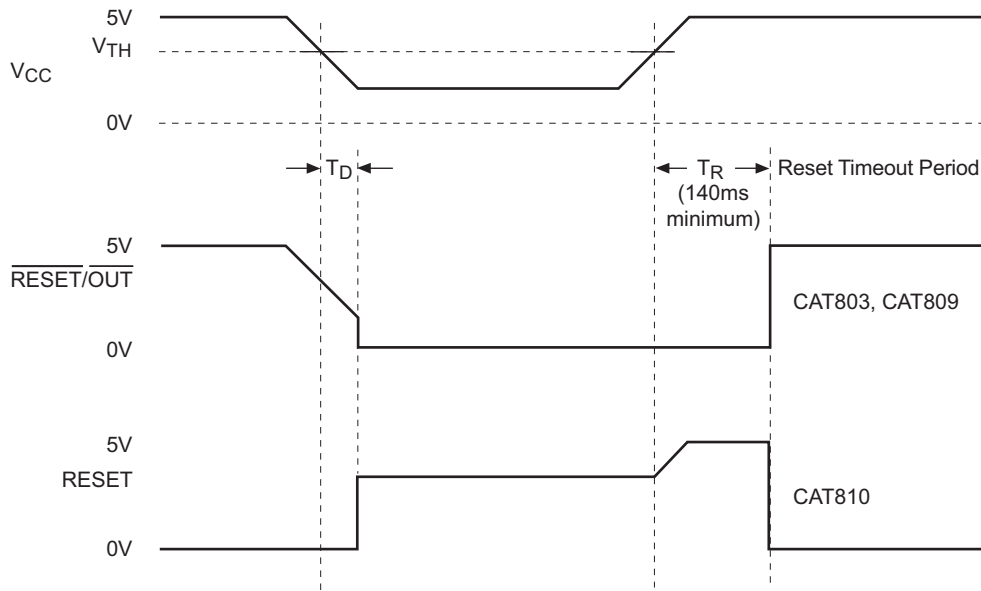 5V
VTH
VCC
0V
TD
TR
(140ms
minimum)
Reset Timeout Period
5V
RESET/OUT
CAT803, CAT809
0V
5V
RESET
CAT810
0V